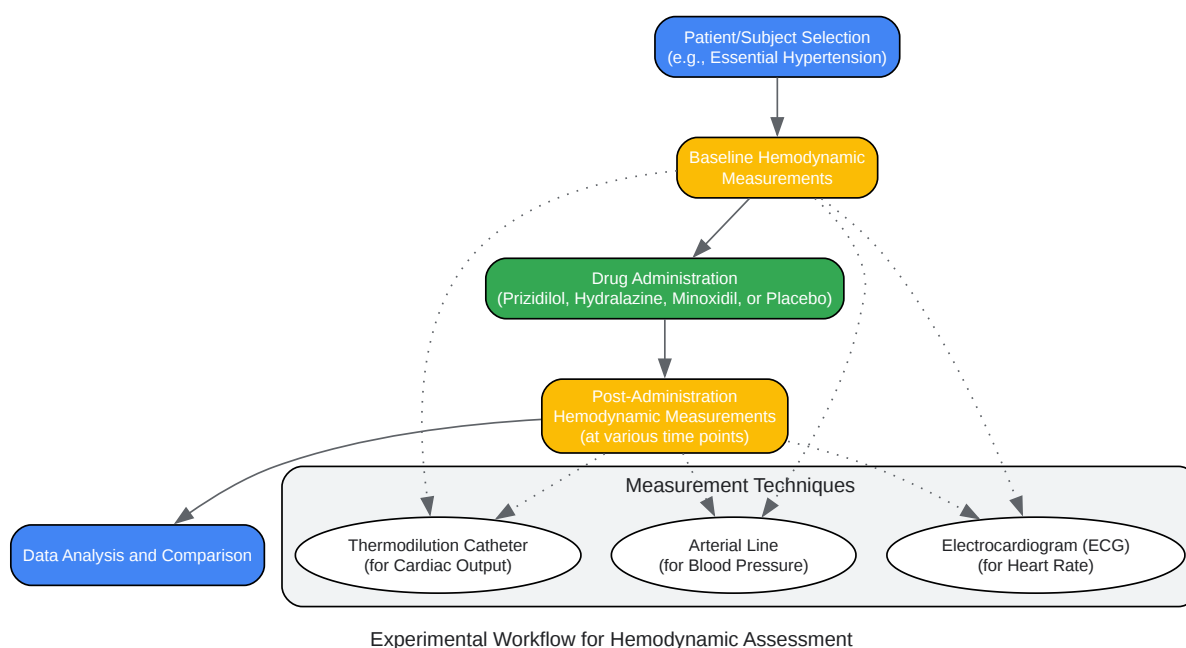 Patient/Subject Selection
(e.g., Essential Hypertension)
Baseline Hemodynamic
Measurements
Drug Administration
(Prizidilol, Hydralazine, Minoxidil, or Placebo)
Post-Administration
Hemodynamic Measurements
(at various time points)
Measurement Techniques
Data Analysis and Comparison
Thermodilution Catheter
(for Cardiac Output)
Arterial Line
(for Blood Pressure)
Electrocardiogram (ECG)
(for Heart Rate)
Experimental Workflow for Hemodynamic Assessment